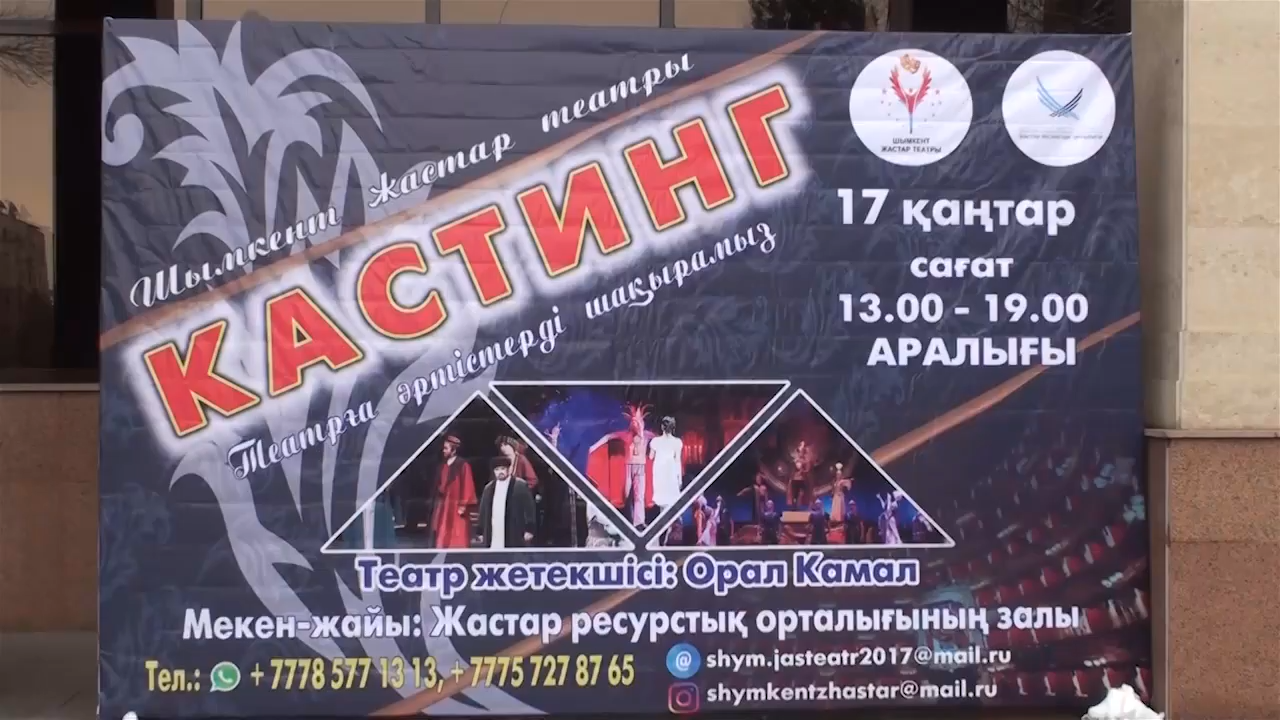 Шымкент жастар театры
КАСТИНГ
Театрға әртістерді шақырамыз
ШЫМКЕНТ
ЖАСТАР ТЕАТРЫ
17 қаңтар
сағат
13.00 - 19.00
АРАЛЫҒЫ
Театр жетекшісі: Орал Камал
Мекен-жайы: Жастар ресурстық орталығының залы
Тел.: + 7778 577 13 13, + 7775 727 87 65
@ shym.jasteatr2017@mail.ru
shymkentzhastar@mail.ru